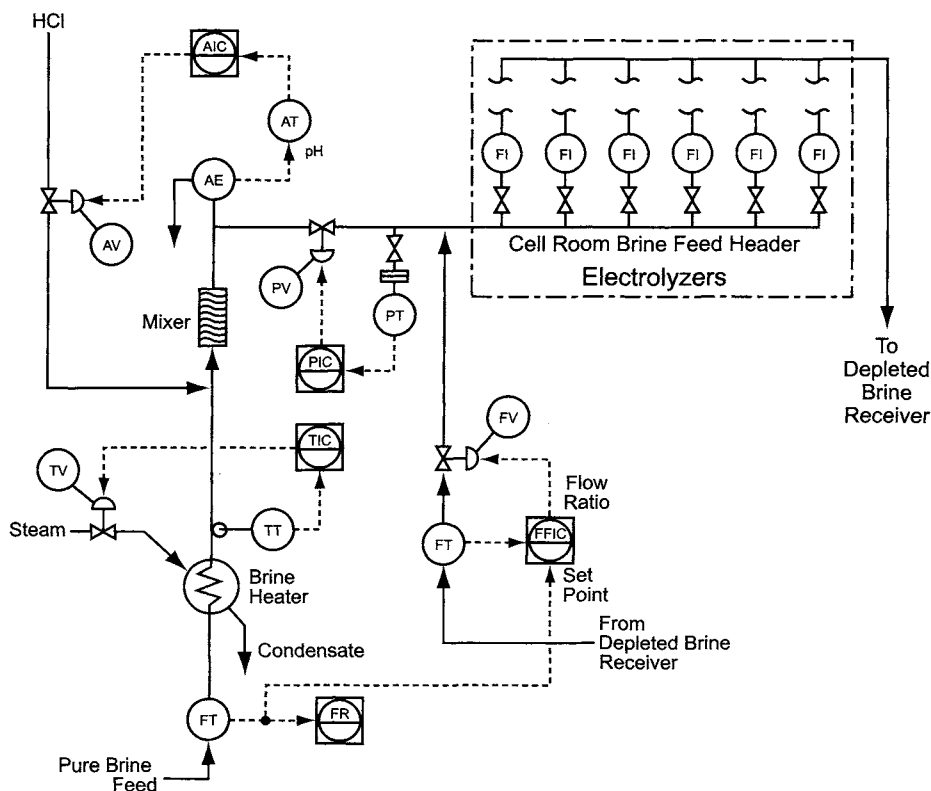 HCl
AIC
AT
pH
AE
AV
FI
FI
FI
FI
FI
FI
Cell Room Brine Feed Header
Electrolyzers
PV
PT
Mixer
PIC
To
Depleted
Brine
Receiver
TIC
FV
TV
Flow
Ratio
Steam
TT
FT
FFIC
Brine
Heater
Set
Point
From
Depleted Brine
Receiver
Condensate
FT
FR
Pure Brine
Feed